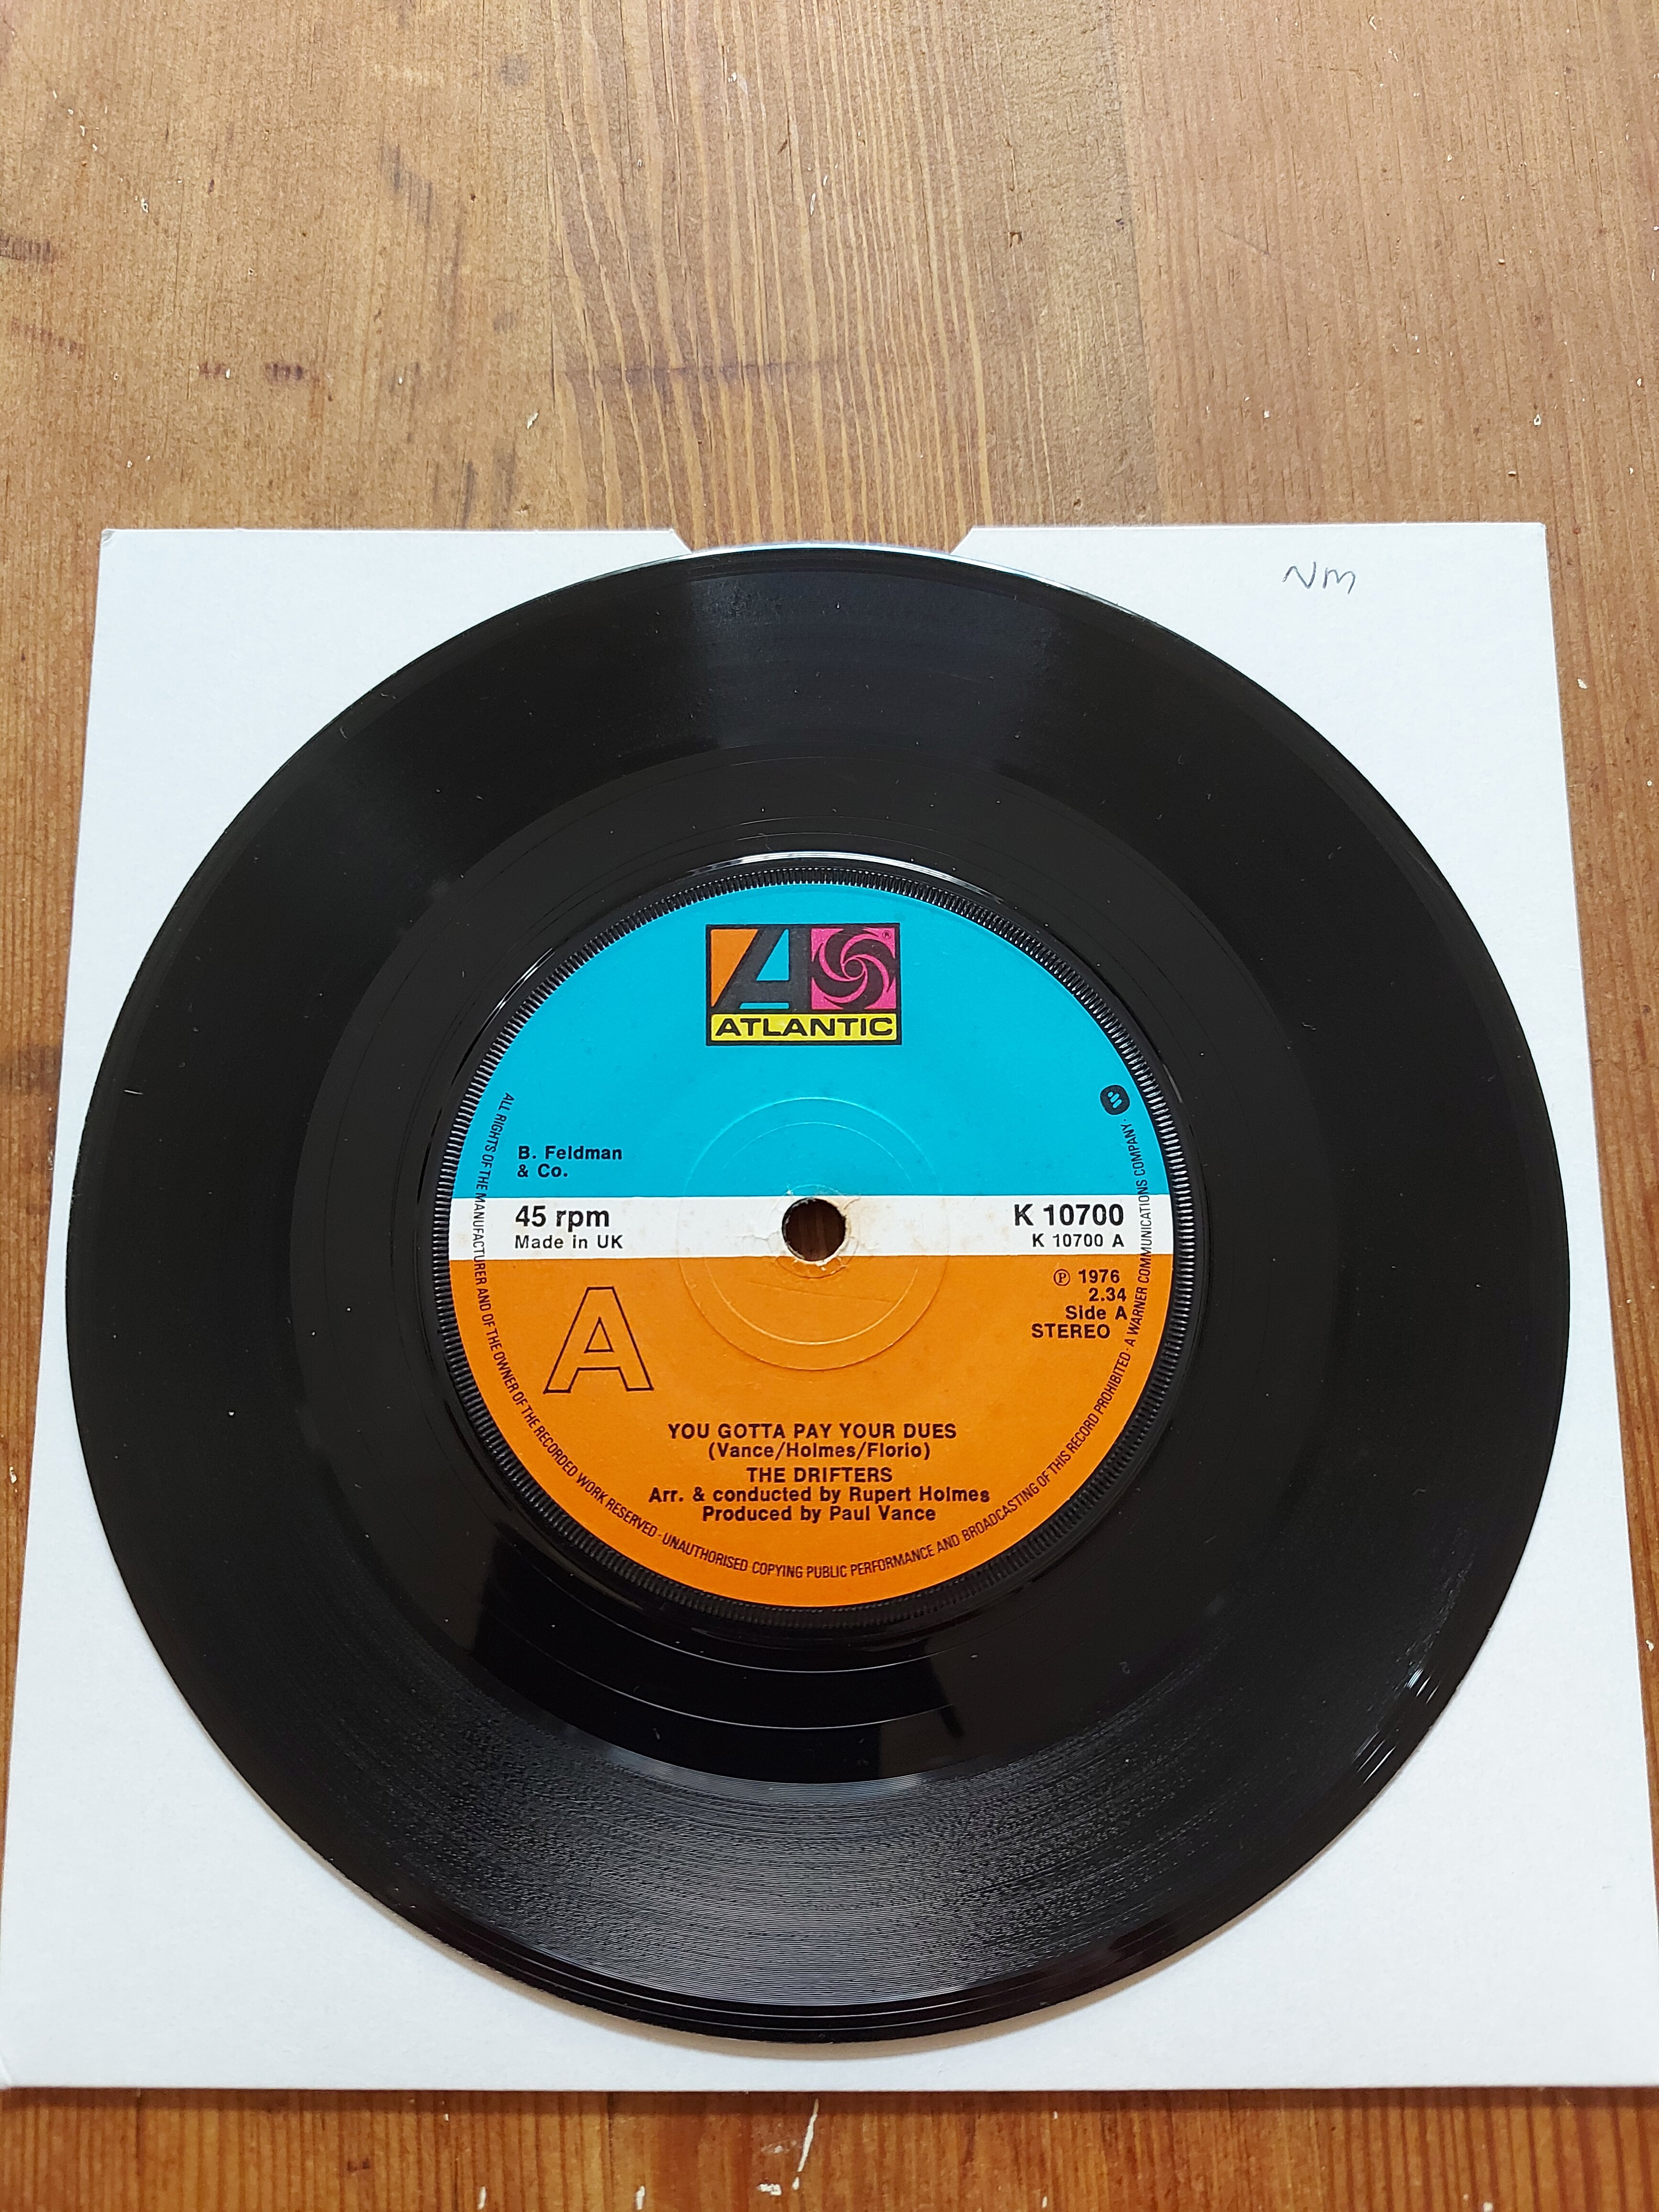 NM
ATLANTIC
B. Feldman
& Co.
45 rpm
Made in UK
K 10700
K 10700 A
℗ 1976
2.34
Side A
STEREO
A
YOU GOTTA PAY YOUR DUES
(Vance/Holmes/Florio)
THE DRIFTERS
Arr. & conducted by Rupert Holmes
Produced by Paul Vance
ALL RIGHTS OF THE MANUFACTURER AND OF THE OWNER OF THE RECORDED WORK RESERVED · UNAUTHORISED COPYING PUBLIC PERFORMANCE AND BROADCASTING OF THIS RECORD PROHIBITED · A WARNER COMMUNICATIONS COMPANY